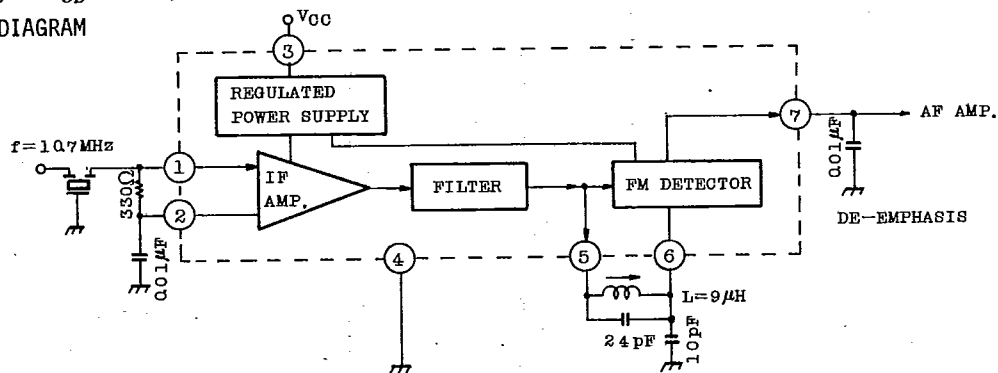 DIAGRAM
VCC
3
REGULATED
POWER SUPPLY
7
AF AMP.
0.01μF
f=10.7MHz
1
330Ω
2
IF
AMP.
FILTER
FM DETECTOR
DE-EMPHASIS
0.01μF
4
5
6
L=9μH
24pF
10pF